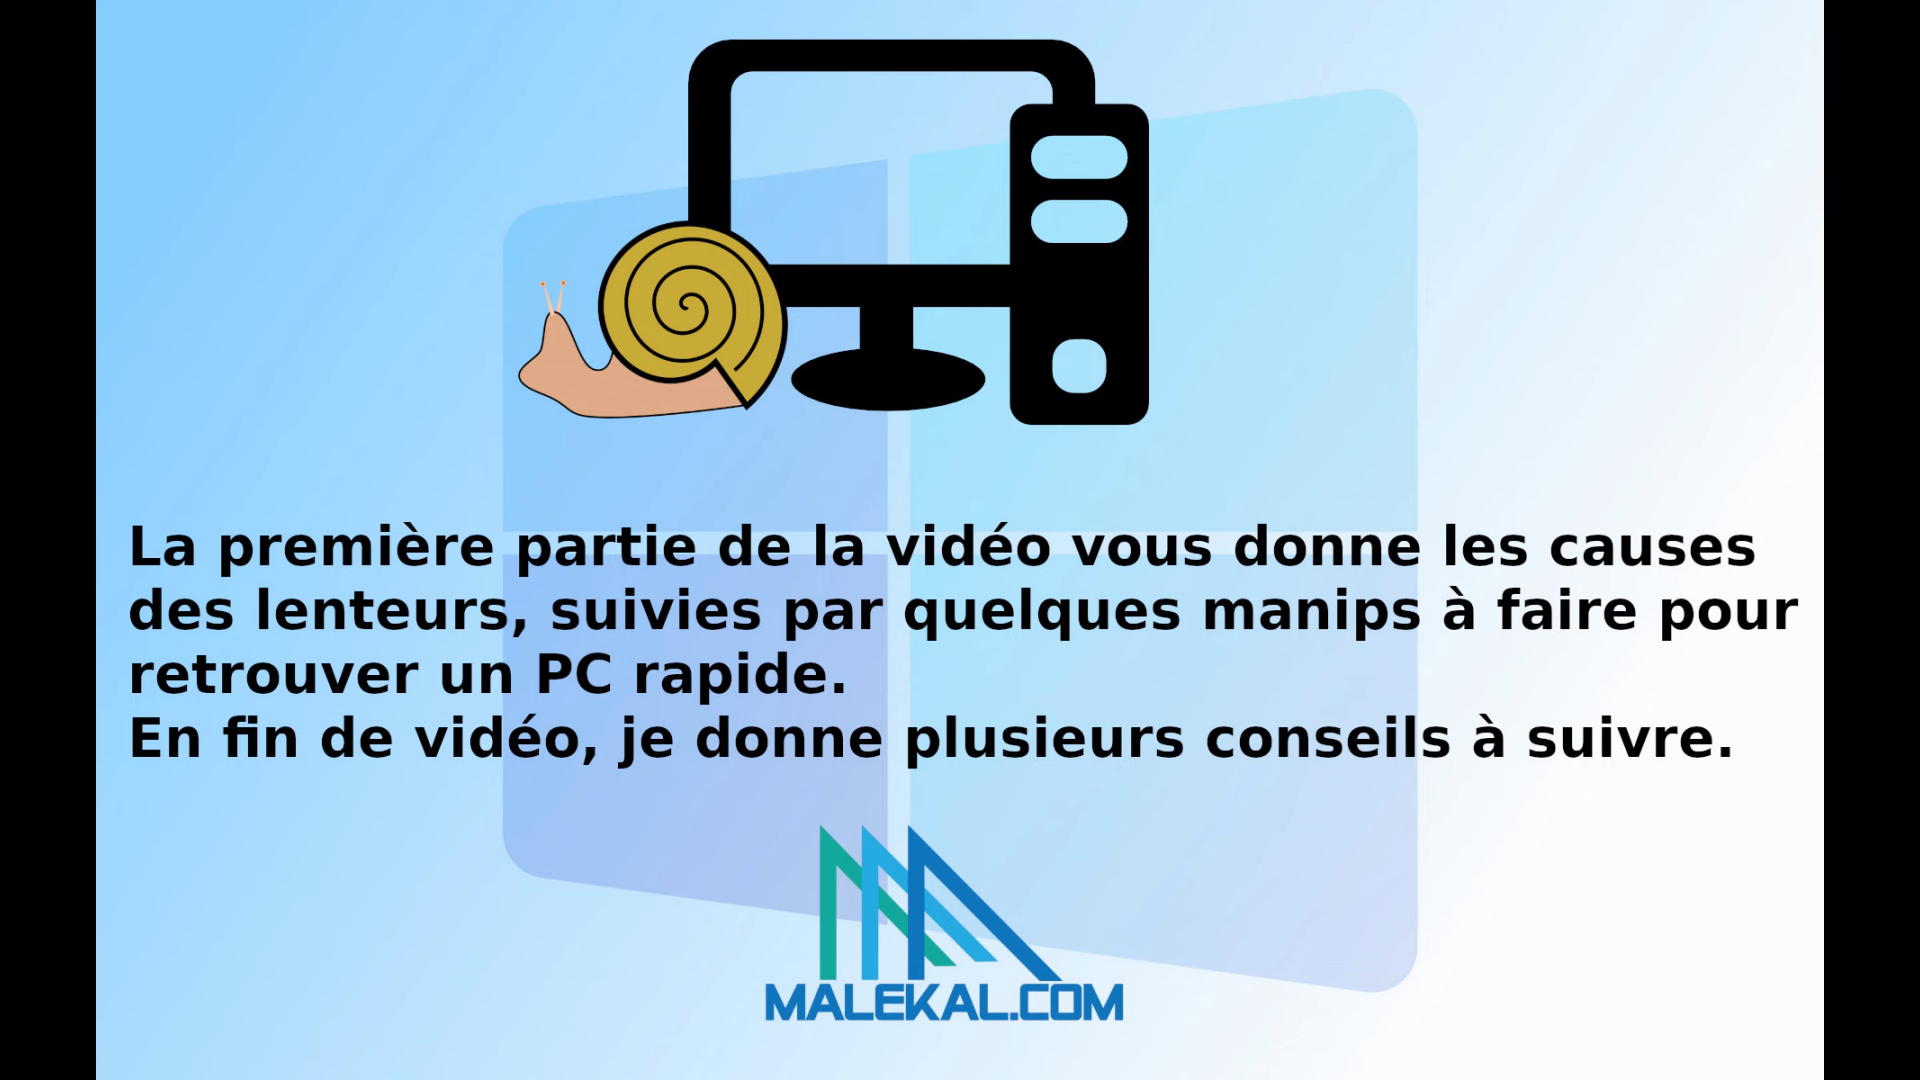 La première partie de la vidéo vous donne les causes
des lenteurs, suivies par quelques manips à faire pour
retrouver un PC rapide.
En fin de vidéo, je donne plusieurs conseils à suivre.
MALEKAL.COM